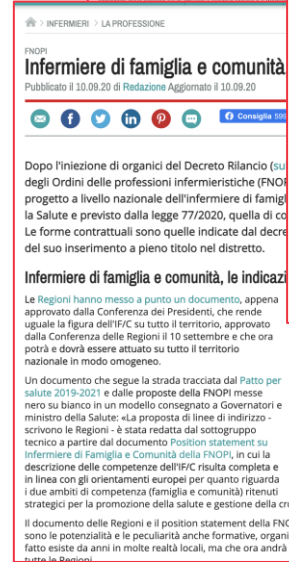 > INFERMIERI > LA PROFESSIONE
FNOPI
Infermiere di famiglia e comunità
Pubblicato il 10.09.20 di Redazione Aggiornato il 10.09.20
Consiglia 599
Dopo l'iniezione di organici del Decreto Rilancio (su
degli Ordini delle professioni infermieristiche (FNO
progetto a livello nazionale dell'infermiere di famigl
la Salute e previsto dalla legge 77/2020, quella di co
Le forme contrattuali sono quelle indicate dal decre
del suo inserimento a pieno titolo nel distretto.
Infermiere di famiglia e comunità, le indicazi
Le Regioni hanno messo a punto un documento, appena
approvato dalla Conferenza dei Presidenti, che rende
uguale la figura dell'IF/C su tutto il territorio, approvato
dalla Conferenza delle Regioni il 10 settembre e che ora
potrà e dovrà essere attuato su tutto il territorio
nazionale in modo omogeneo.
Un documento che segue la strada tracciata dal Patto per
salute 2019-2021 e dalle proposte della FNOPI messe
nero su bianco in un modello consegnato a Governatori e
ministro della Salute: «La proposta di linee di indirizzo -
scrivono le Regioni - è stata redatta dal sottogruppo
tecnico a partire dal documento Position statement su
Infermiere di Famiglia e Comunità della FNOPI, in cui la
descrizione delle competenze dell'IF/C risulta completa e
in linea con gli orientamenti europei per quanto riguarda
i due ambiti di competenza (famiglia e comunità) ritenuti
strategici per la promozione della salute e gestione della cro
Il documento delle Regioni e il position statement della FNO
sono le potenzialità e le peculiarità anche formative, organi
fatto esiste da anni in molte realtà locali, ma che ora andrà
tutte le Regioni